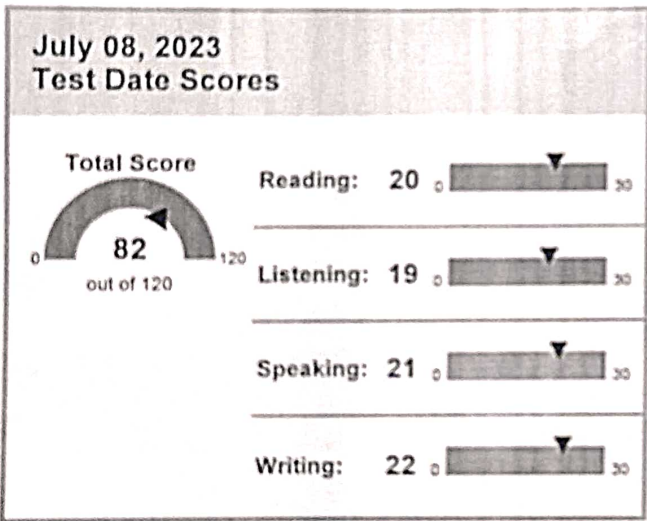 July 08, 2023
Test Date Scores
Total Score
0 82 120
out of 120
Reading: 20 0 30
Listening: 19 0 30
Speaking: 21 0 30
Writing: 22 0 30